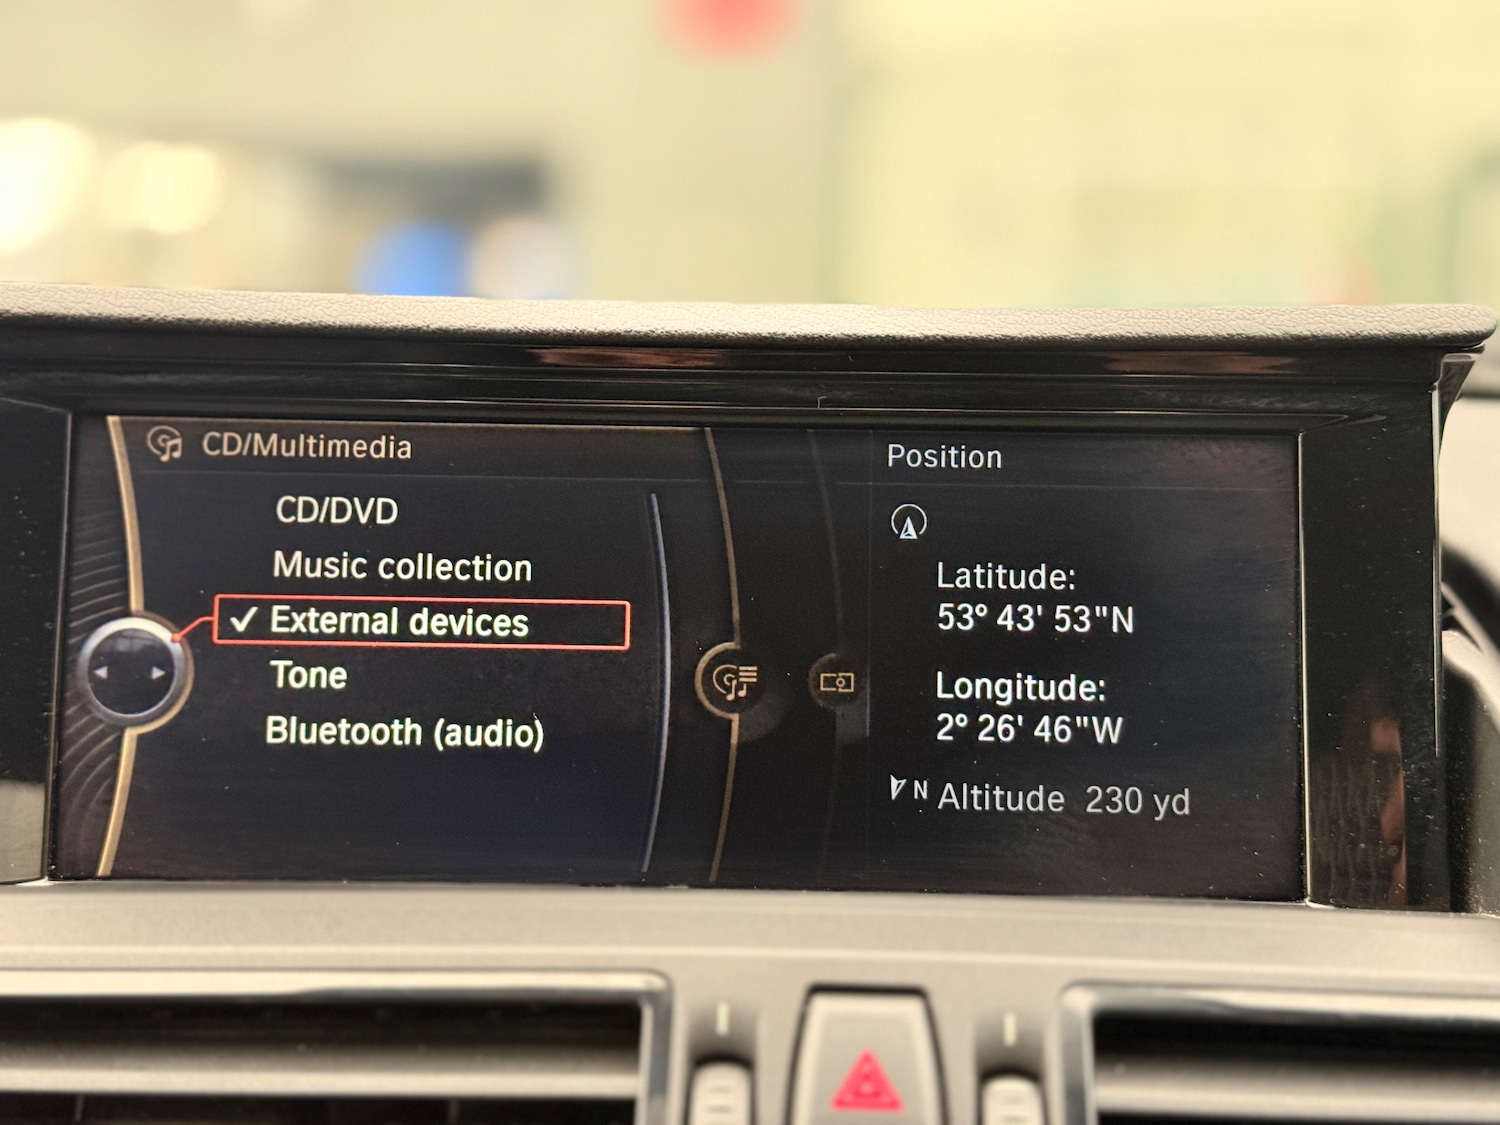 CD/Multimedia
CD/DVD
Music collection
✓ External devices
Tone
Bluetooth (audio)
Position
Latitude:
53° 43' 53"N
Longitude:
2° 26' 46"W
N Altitude 230 yd